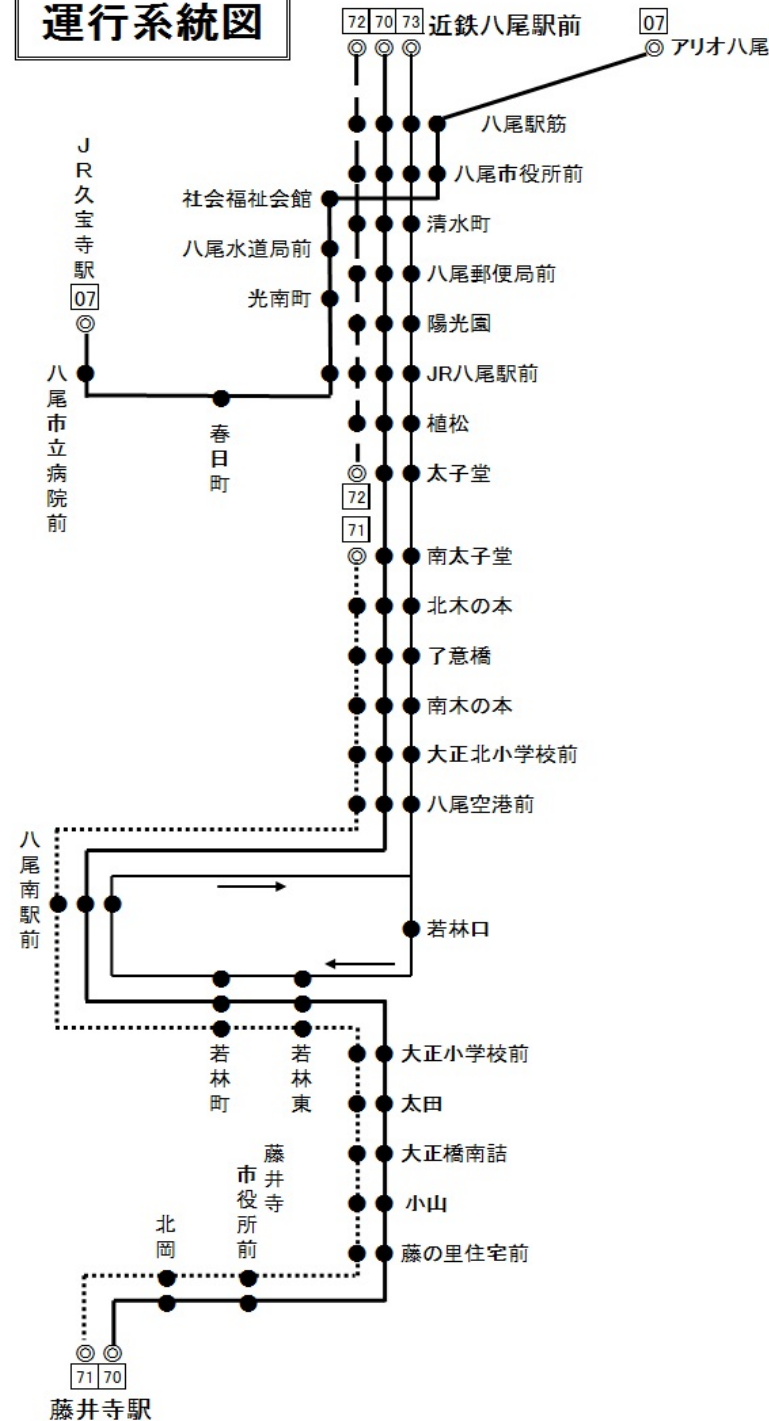 運行系統図
72 70 73 近鉄八尾駅前
07
アリオ八尾
八尾駅筋
八尾市役所前
社会福祉会館
清水町
八尾水道局前
八尾郵便局前
光南町
陽光園
JR久宝寺駅
07
JR八尾駅前
八尾市立病院前
春日町
植松
太子堂
72
71
南太子堂
北木の本
了意橋
南木の本
大正北小学校前
八尾空港前
八尾南駅前
若林口
若林町
若林東
大正小学校前
太田
大正橋南詰
小山
藤の里住宅前
藤井寺
市役所前
北岡
71 70
藤井寺駅